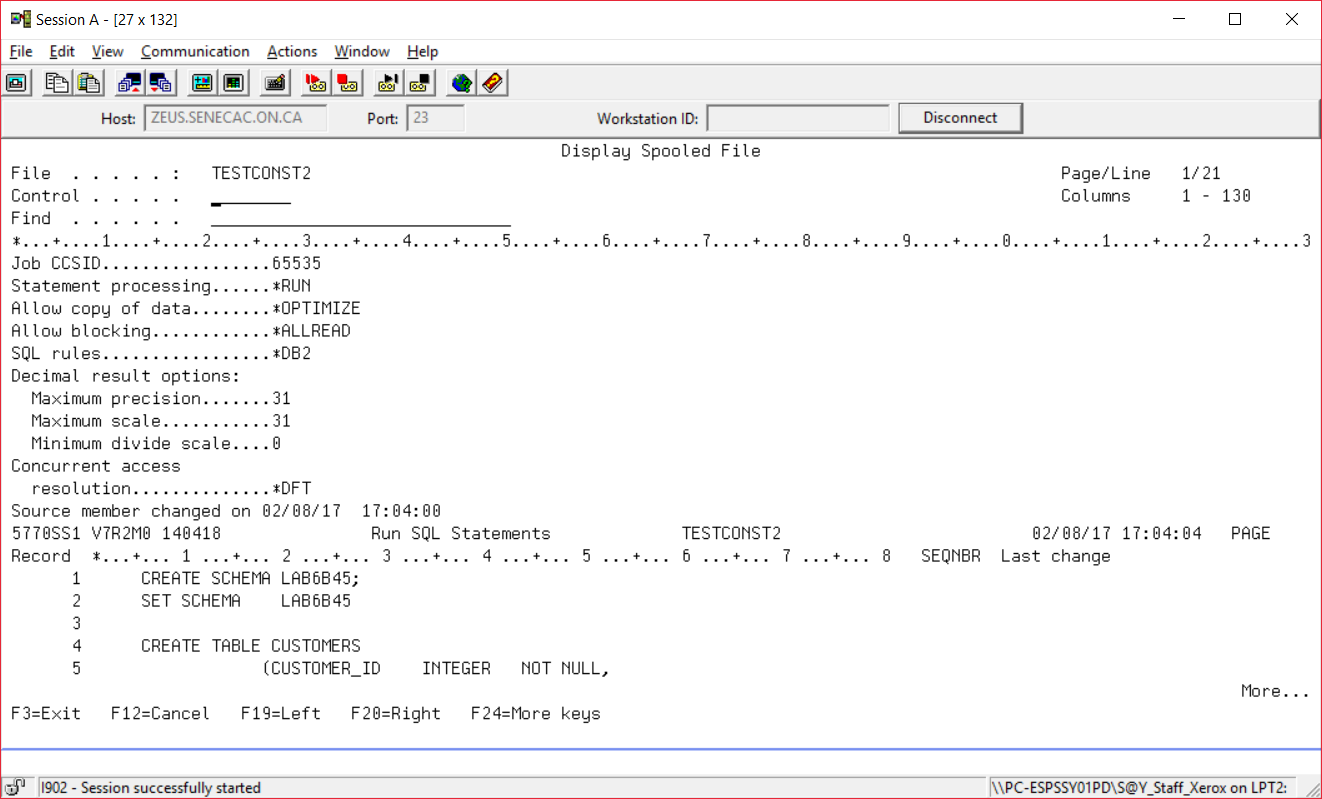 Session A - [27 x 132]
File Edit View Communication Actions Window Help
Host: ZEUS.SENECAC.ON.CA Port: 23 Workstation ID: Disconnect
Display Spooled File
File . . . . . : TESTCONST2 Page/Line 1/21
Control . . . . . Columns 1 - 130
Find . . . . . .
*...+....1....+....2....+....3....+....4....+....5....+....6....+....7....+....8....+....9....+....0....+....1....+....2....+....3
Job CCSID.................65535
Statement processing......*RUN
Allow copy of data........*OPTIMIZE
Allow blocking............*ALLREAD
SQL rules.................*DB2
Decimal result options:
Maximum precision.......31
Maximum scale...........31
Minimum divide scale....0
Concurrent access
resolution..............*DFT
Source member changed on 02/08/17 17:04:00
5770SS1 V7R2M0 140418 Run SQL Statements TESTCONST2 02/08/17 17:04:04 PAGE
Record *...+... 1 ...+... 2 ...+... 3 ...+... 4 ...+... 5 ...+... 6 ...+... 7 ...+... 8 SEQNBR Last change
1 CREATE SCHEMA LAB6B45;
2 SET SCHEMA LAB6B45
3
4 CREATE TABLE CUSTOMERS
5 (CUSTOMER_ID INTEGER NOT NULL,
More...
F3=Exit F12=Cancel F19=Left F20=Right F24=More keys
I902 - Session successfully started \\PC-ESPSSY01PD\S@Y_Staff_Xerox on LPT2: